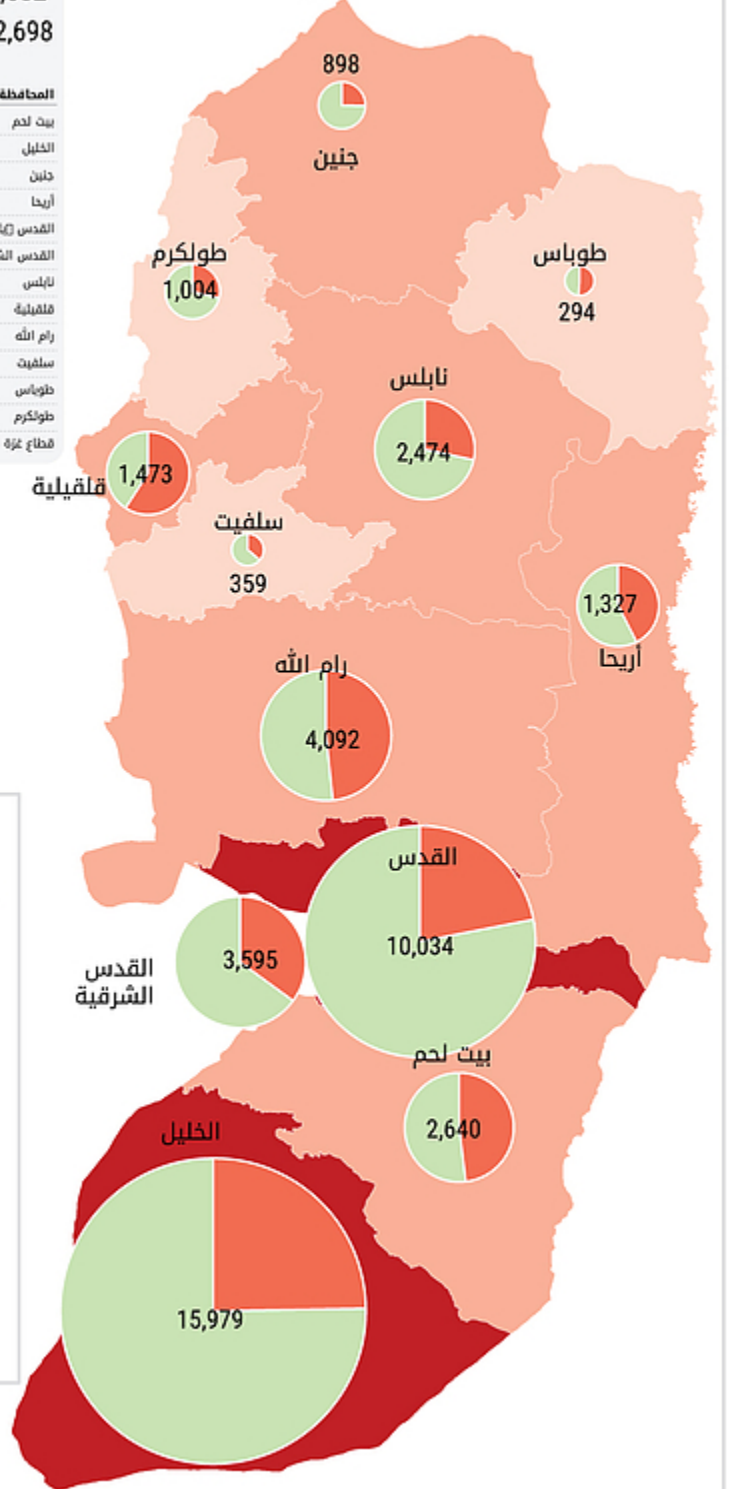 2,698
المحافظة
بيت لحم
الخليل
جنين
أريحا
القدس
القدس
نابلس
قلقيلية
رام الله
سلفيت
طوباس
طولكرم
قطاع غزة
898
جنين
طولكرم
1,004
طوباس
294
نابلس
2,474
قلقيلية
1,473
سلفيت
359
1,327
أريحا
رام الله
4,092
القدس
10,034
3,595
القدس
الشرقية
بيت لحم
2,640
الخليل
15,979